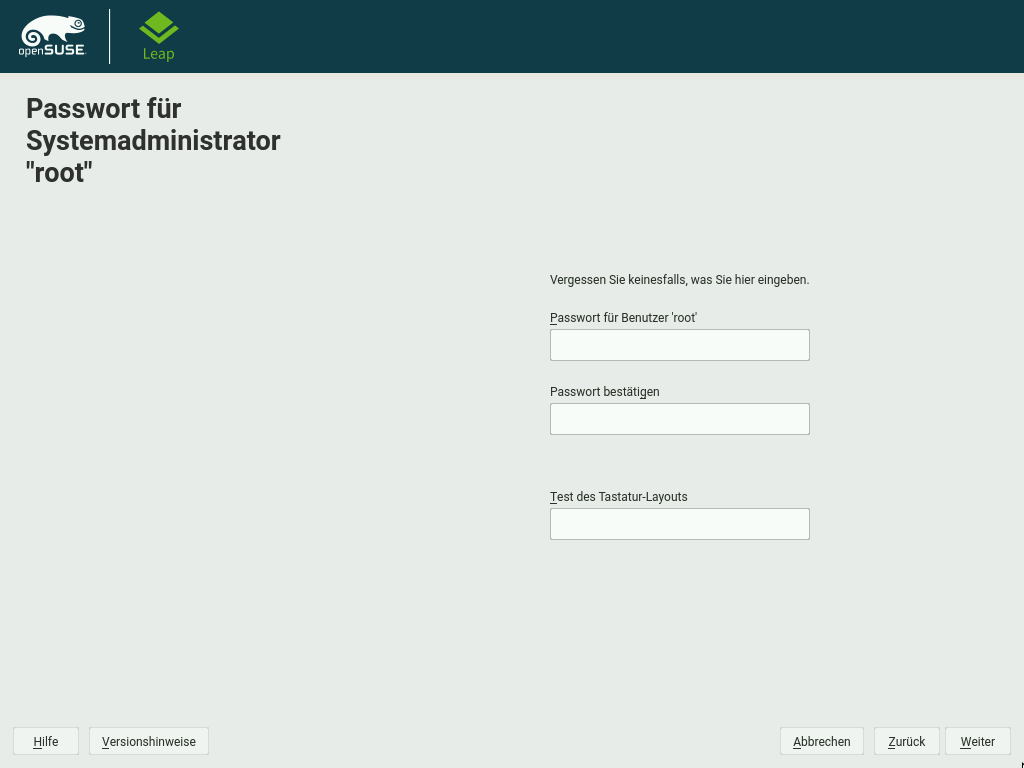 openSUSE
Leap
Passwort für
Systemadministrator
"root"
Vergessen Sie keinesfalls, was Sie hier eingeben.
Passwort für Benutzer 'root'
Passwort bestätigen
Test des Tastatur-Layouts
Hilfe Versionshinweise Abbrechen Zurück Weiter